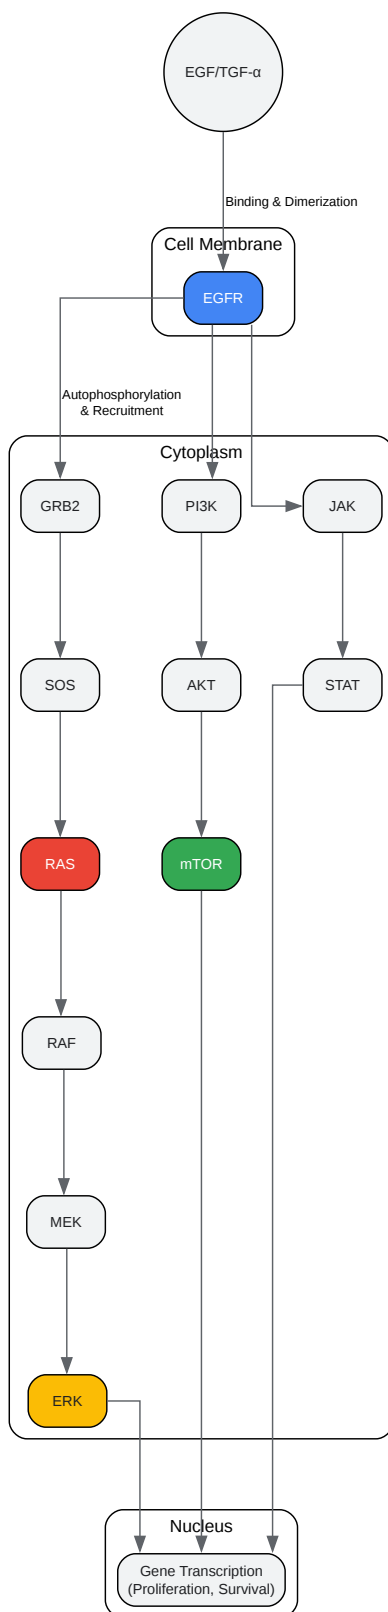 EGF/TGF-α
Binding & Dimerization
Cell Membrane
EGFR
Autophosphorylation
& Recruitment
Cytoplasm
GRB2
PI3K
JAK
SOS
AKT
STAT
RAS
mTOR
RAF
MEK
ERK
Nucleus
Gene Transcription
(Proliferation, Survival)